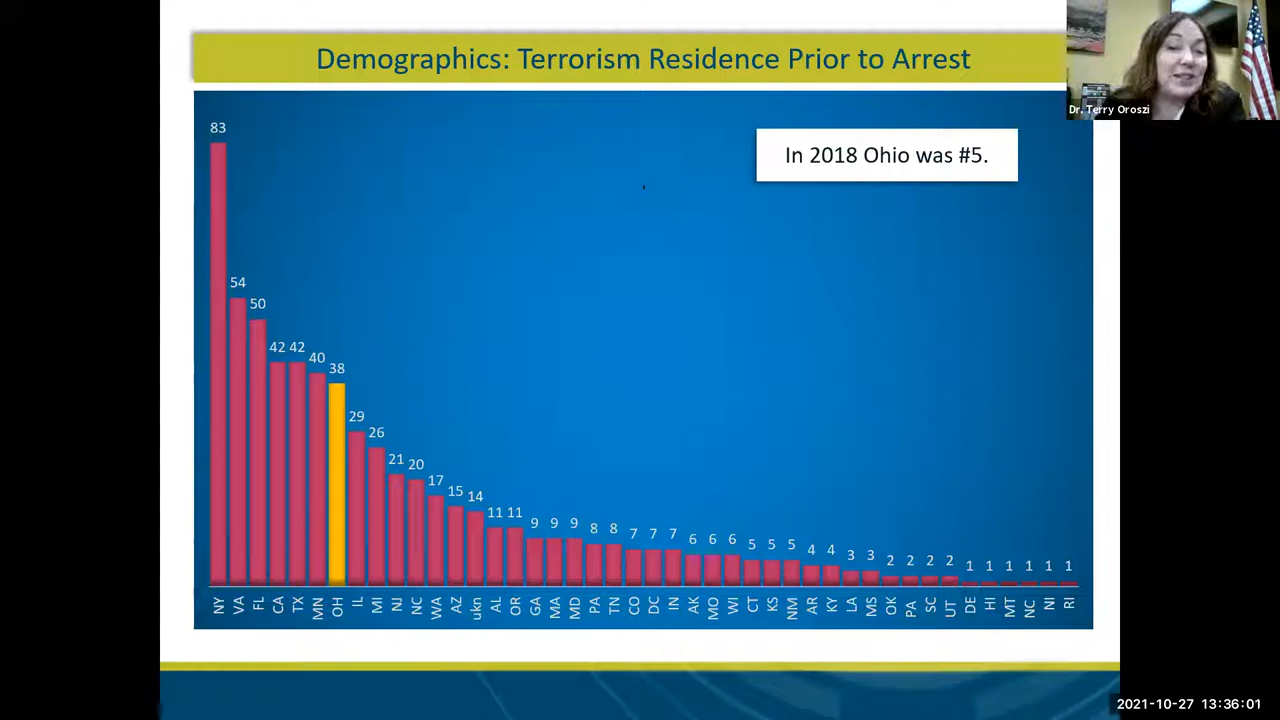 Demographics: Terrorism Residence Prior to Arrest
Dr. Terry Oroszi
In 2018 Ohio was #5.
83
54
50
42 42
40
38
29
26
21
20
17
15
14
11 11
9 9 9
8 8
7 7 7
6 6 6
5 5 5
4 4
3 3
2 2 2 2
1 1 1 1 1 1
NY VA FL CA TX MN OH IL MI NJ NC WA AZ ukn AL OR GA MA MD PA TN CO DC IN AK MO WI CT KS NM AR KY LA MS OK PA SC UT DE HI MT NC NI RI
2021-10-27 13:36:01